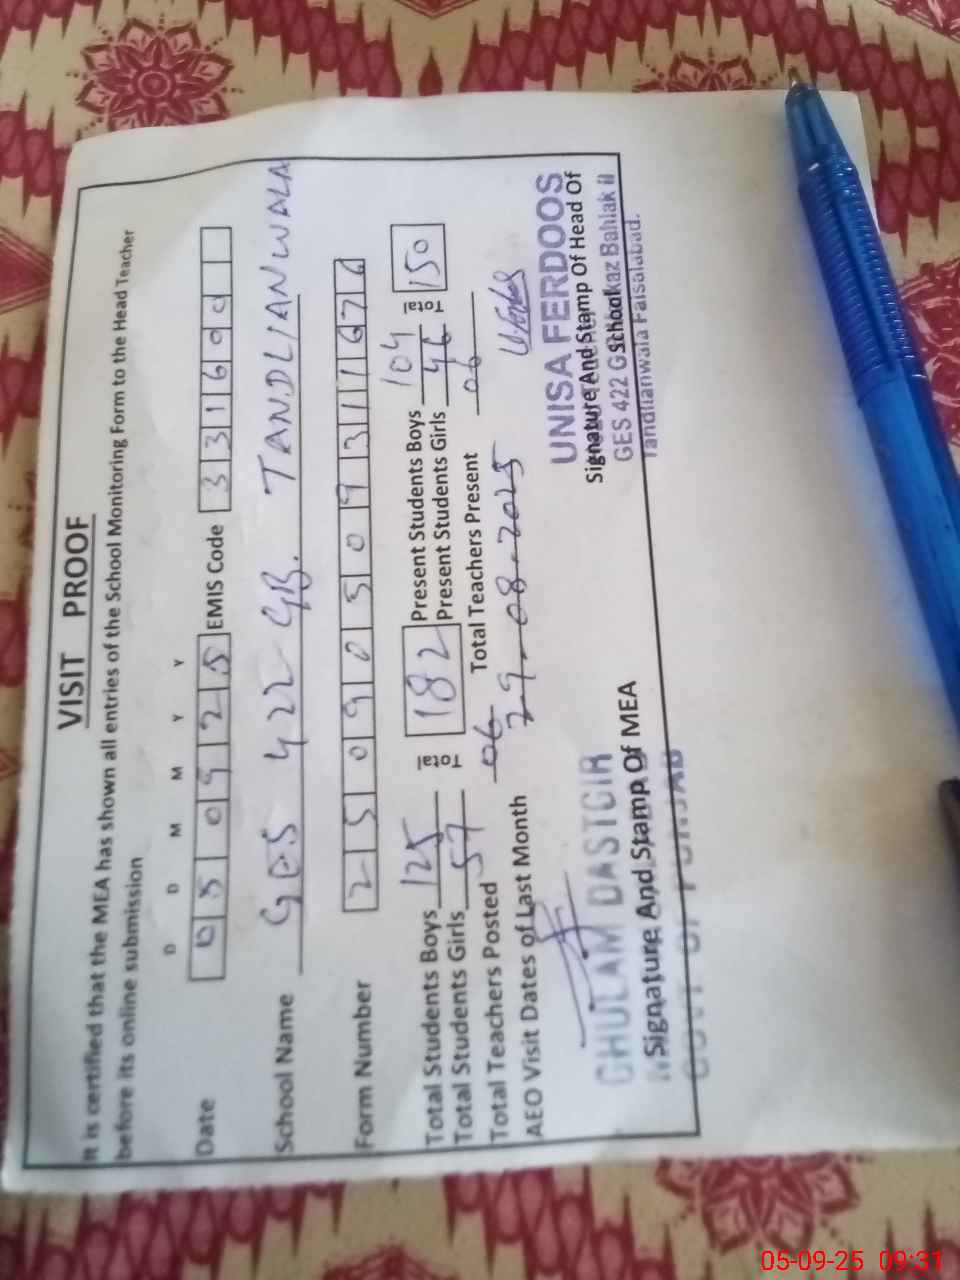 VISIT PROOF
It is certified that the MEA has shown all entries of the School Monitoring Form to the Head Teacher
before its online submission
D D M M Y Y
Date 0 5 0 9 2 5 EMIS Code 3 3 1 6 0
School Name GES 422 GB. TANDLIANWALA
Form Number 2 5 0 9 0 5 0 9 3 1 1 6 7 6
Total Students Boys 125 Total 182 Present Students Boys 104 Total 150
Total Students Girls 57 Present Students Girls 46
Total Teachers Posted 06 Total Teachers Present 06
AEO Visit Dates of Last Month 29-08-2025
GHULAM DASTGIR
Signature And Stamp Of MEA
GOVT OF PUNJAB
UNISA FERDOOS
Signature And Stamp Of Head Of
School
GES 422 Bahlak II
Tandlianwala Faisalabad.
05-09-25 09:31